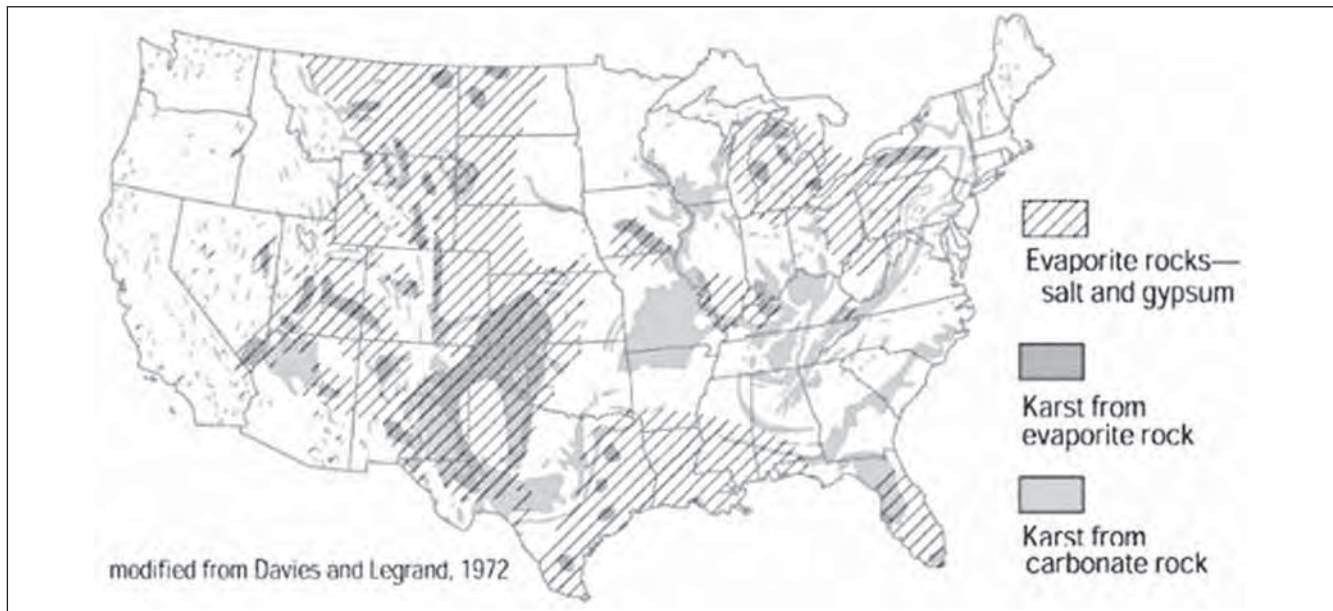 Evaporite rocks—
salt and gypsum
Karst from
evaporite rock
Karst from
carbonate rock
modified from Davies and Legrand, 1972